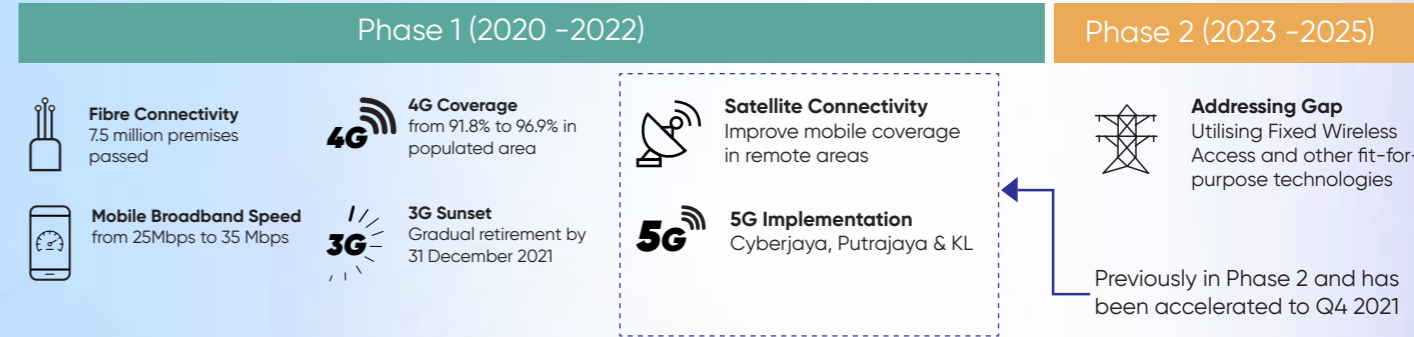 Phase 1 (2020 -2022)
Phase 2 (2023 -2025)
Fibre Connectivity
7.5 million premises
passed
4G
4G Coverage
from 91.8% to 96.9% in
populated area
Satellite Connectivity
Improve mobile coverage
in remote areas
Addressing Gap
Utilising Fixed Wireless
Access and other fit-for-
purpose technologies
Mobile Broadband Speed
from 25Mbps to 35 Mbps
3G
3G Sunset
Gradual retirement by
31 December 2021
5G
5G Implementation
Cyberjaya, Putrajaya & KL
Previously in Phase 2 and has
been accelerated to Q4 2021